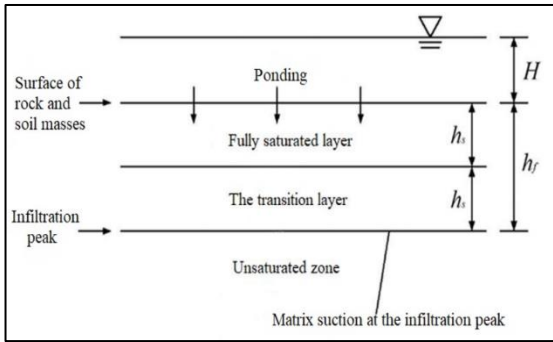 Ponding
H
Surface of
rock and
soil masses
Fully saturated layer
hs
hf
The transition layer
hs
Infiltration
peak
Unsaturated zone
Matrix suction at the infiltration peak